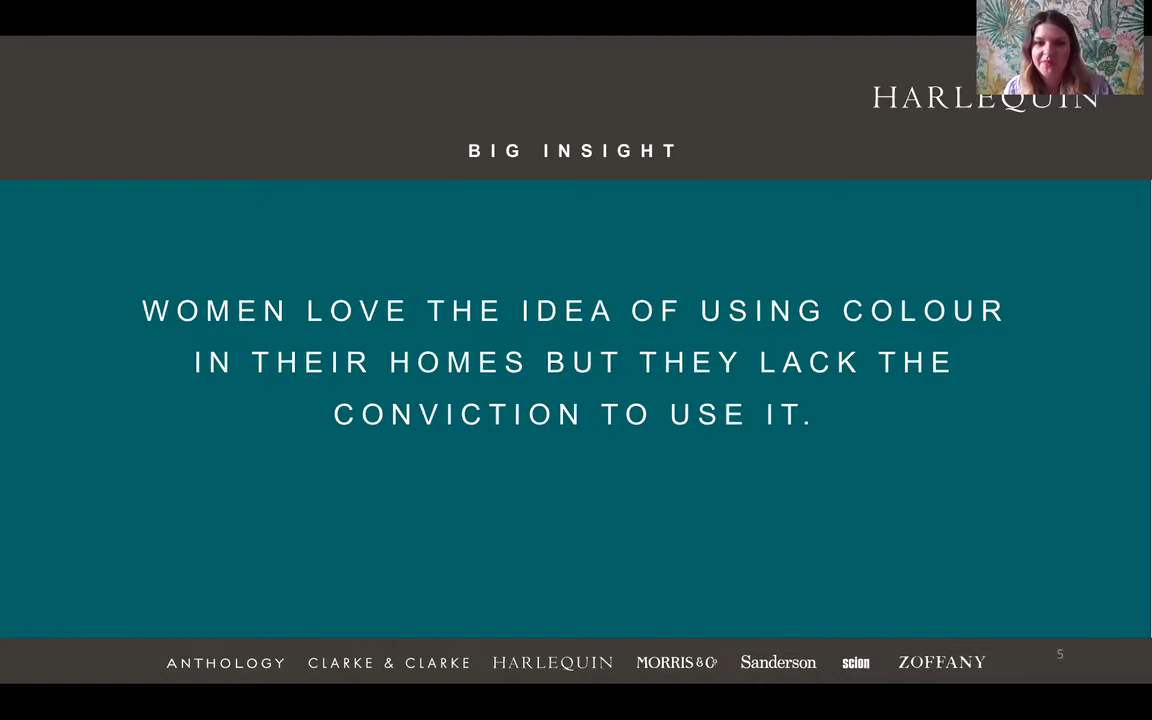 HARLEQUIN
BIG INSIGHT
WOMEN LOVE THE IDEA OF USING COLOUR
IN THEIR HOMES BUT THEY LACK THE
CONVICTION TO USE IT.
ANTHOLOGY CLARKE & CLARKE HARLEQUIN MORRIS & Co Sanderson scion ZOFFANY 5